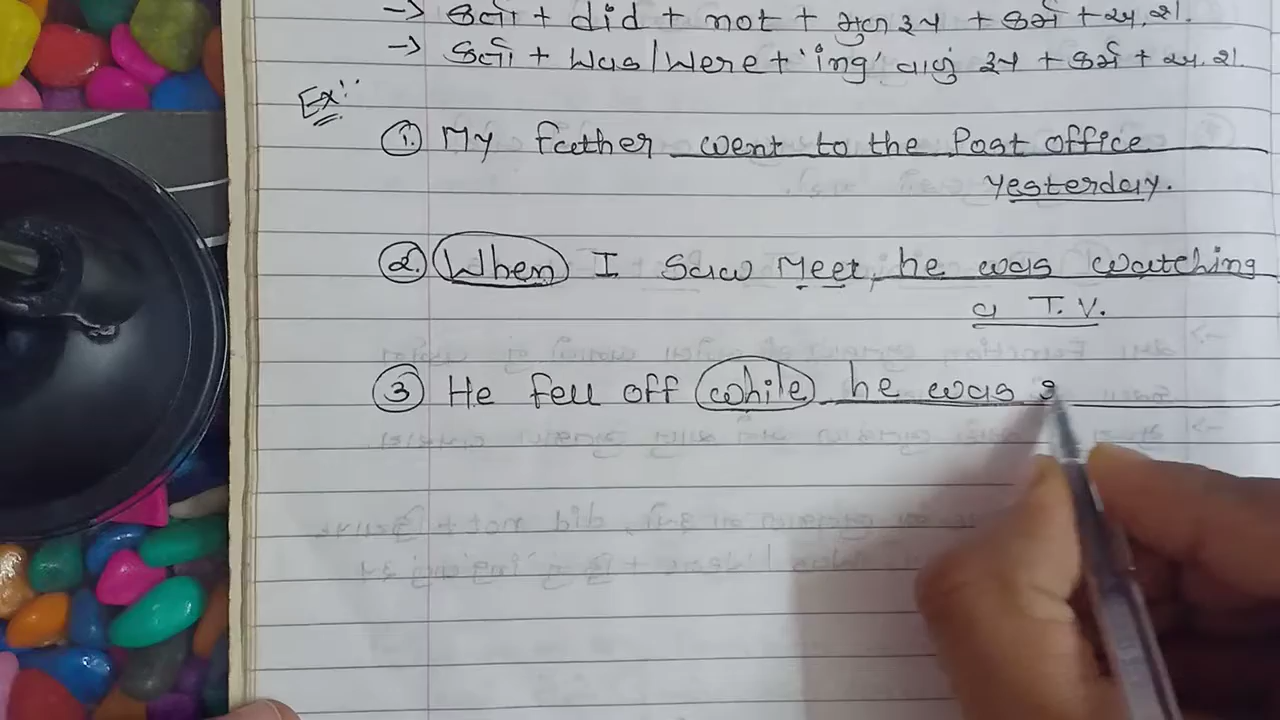 -> કર્તા + did + not + મુળ રૂપ + કર્મ + અ.શ.
-> કર્તા + was/were + 'ing' વાળું રૂપ + કર્મ + અ.શ.
Ex:-
①. My father went to the Post office
yesterday.
②. When I saw Meet, he was watching
a T.V.
③ He fell off while he was